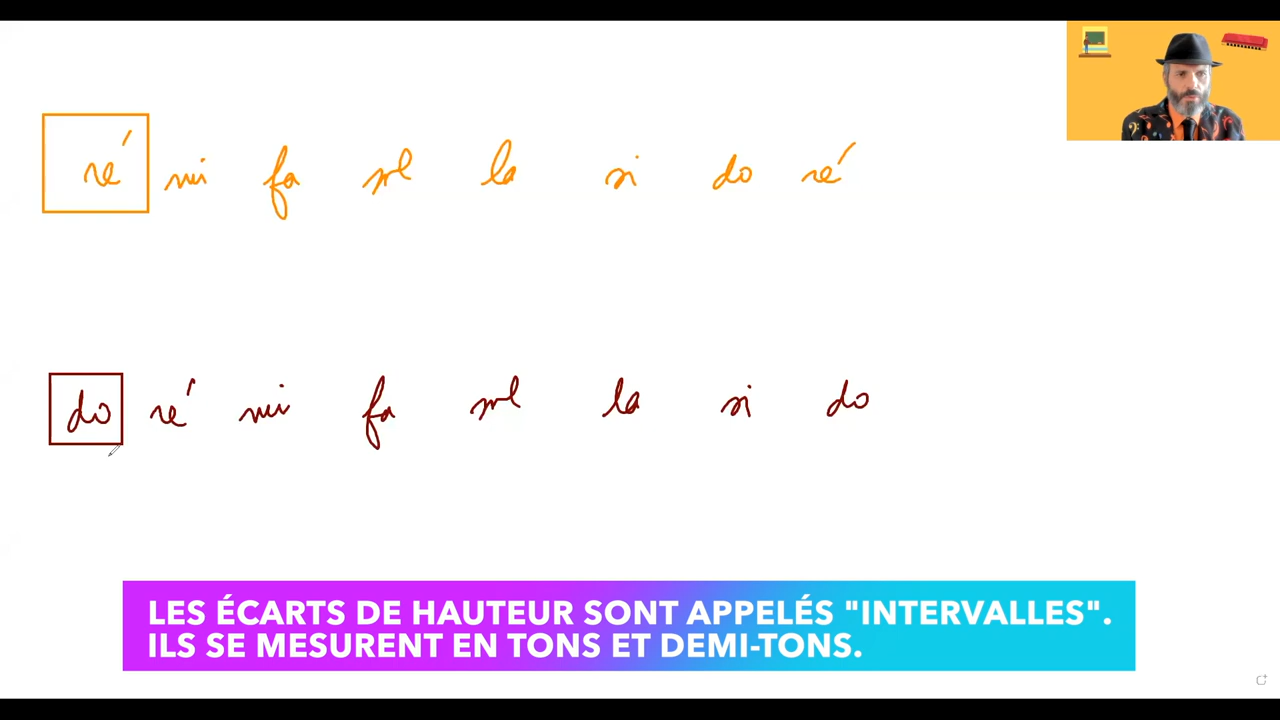 ré mi fa sol la si do ré
do ré mi fa sol la si do
LES ÉCARTS DE HAUTEUR SONT APPELÉS "INTERVALLES".
ILS SE MESURENT EN TONS ET DEMI-TONS.